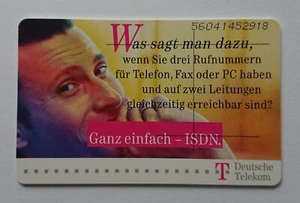 56041452918
Was sagt man dazu,
wenn Sie drei Rufnummern
für Telefon, Fax oder PC haben
und auf zwei Leitungen
gleichzeitig erreichbar sind?
Ganz einfach – ISDN.
T Deutsche
Telekom